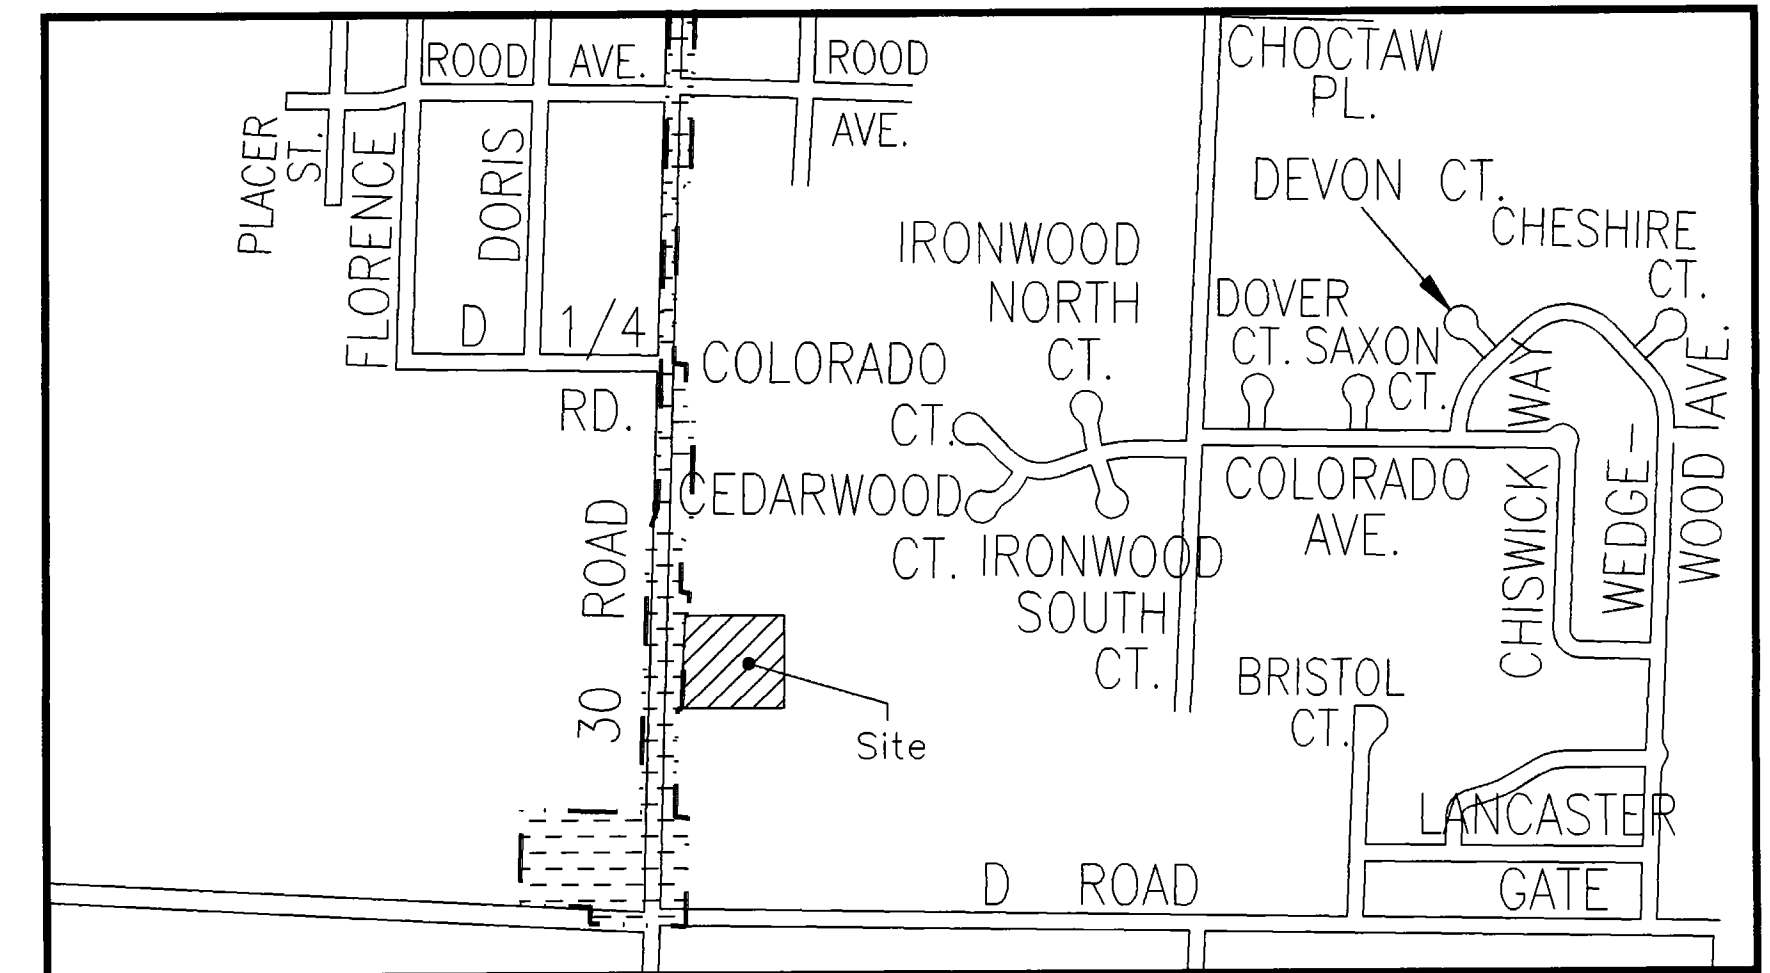 ROOD AVE.
ROOD
AVE.
CHOCTAW
PL.
PLACER
ST.
FLORENCE
DORIS
D 1/4
RD.
DEVON CT.
CHESHIRE
CT.
IRONWOOD
NORTH
CT.
DOVER
CT.
SAXON
CT.
COLORADO
CT.
CEDARWOOD
CT.
IRONWOOD
SOUTH
CT.
COLORADO
AVE.
CHISWICK WAY
WEDGE-
WOOD AVE.
30 ROAD
Site
BRISTOL
CT.
LANCASTER
GATE
D ROAD